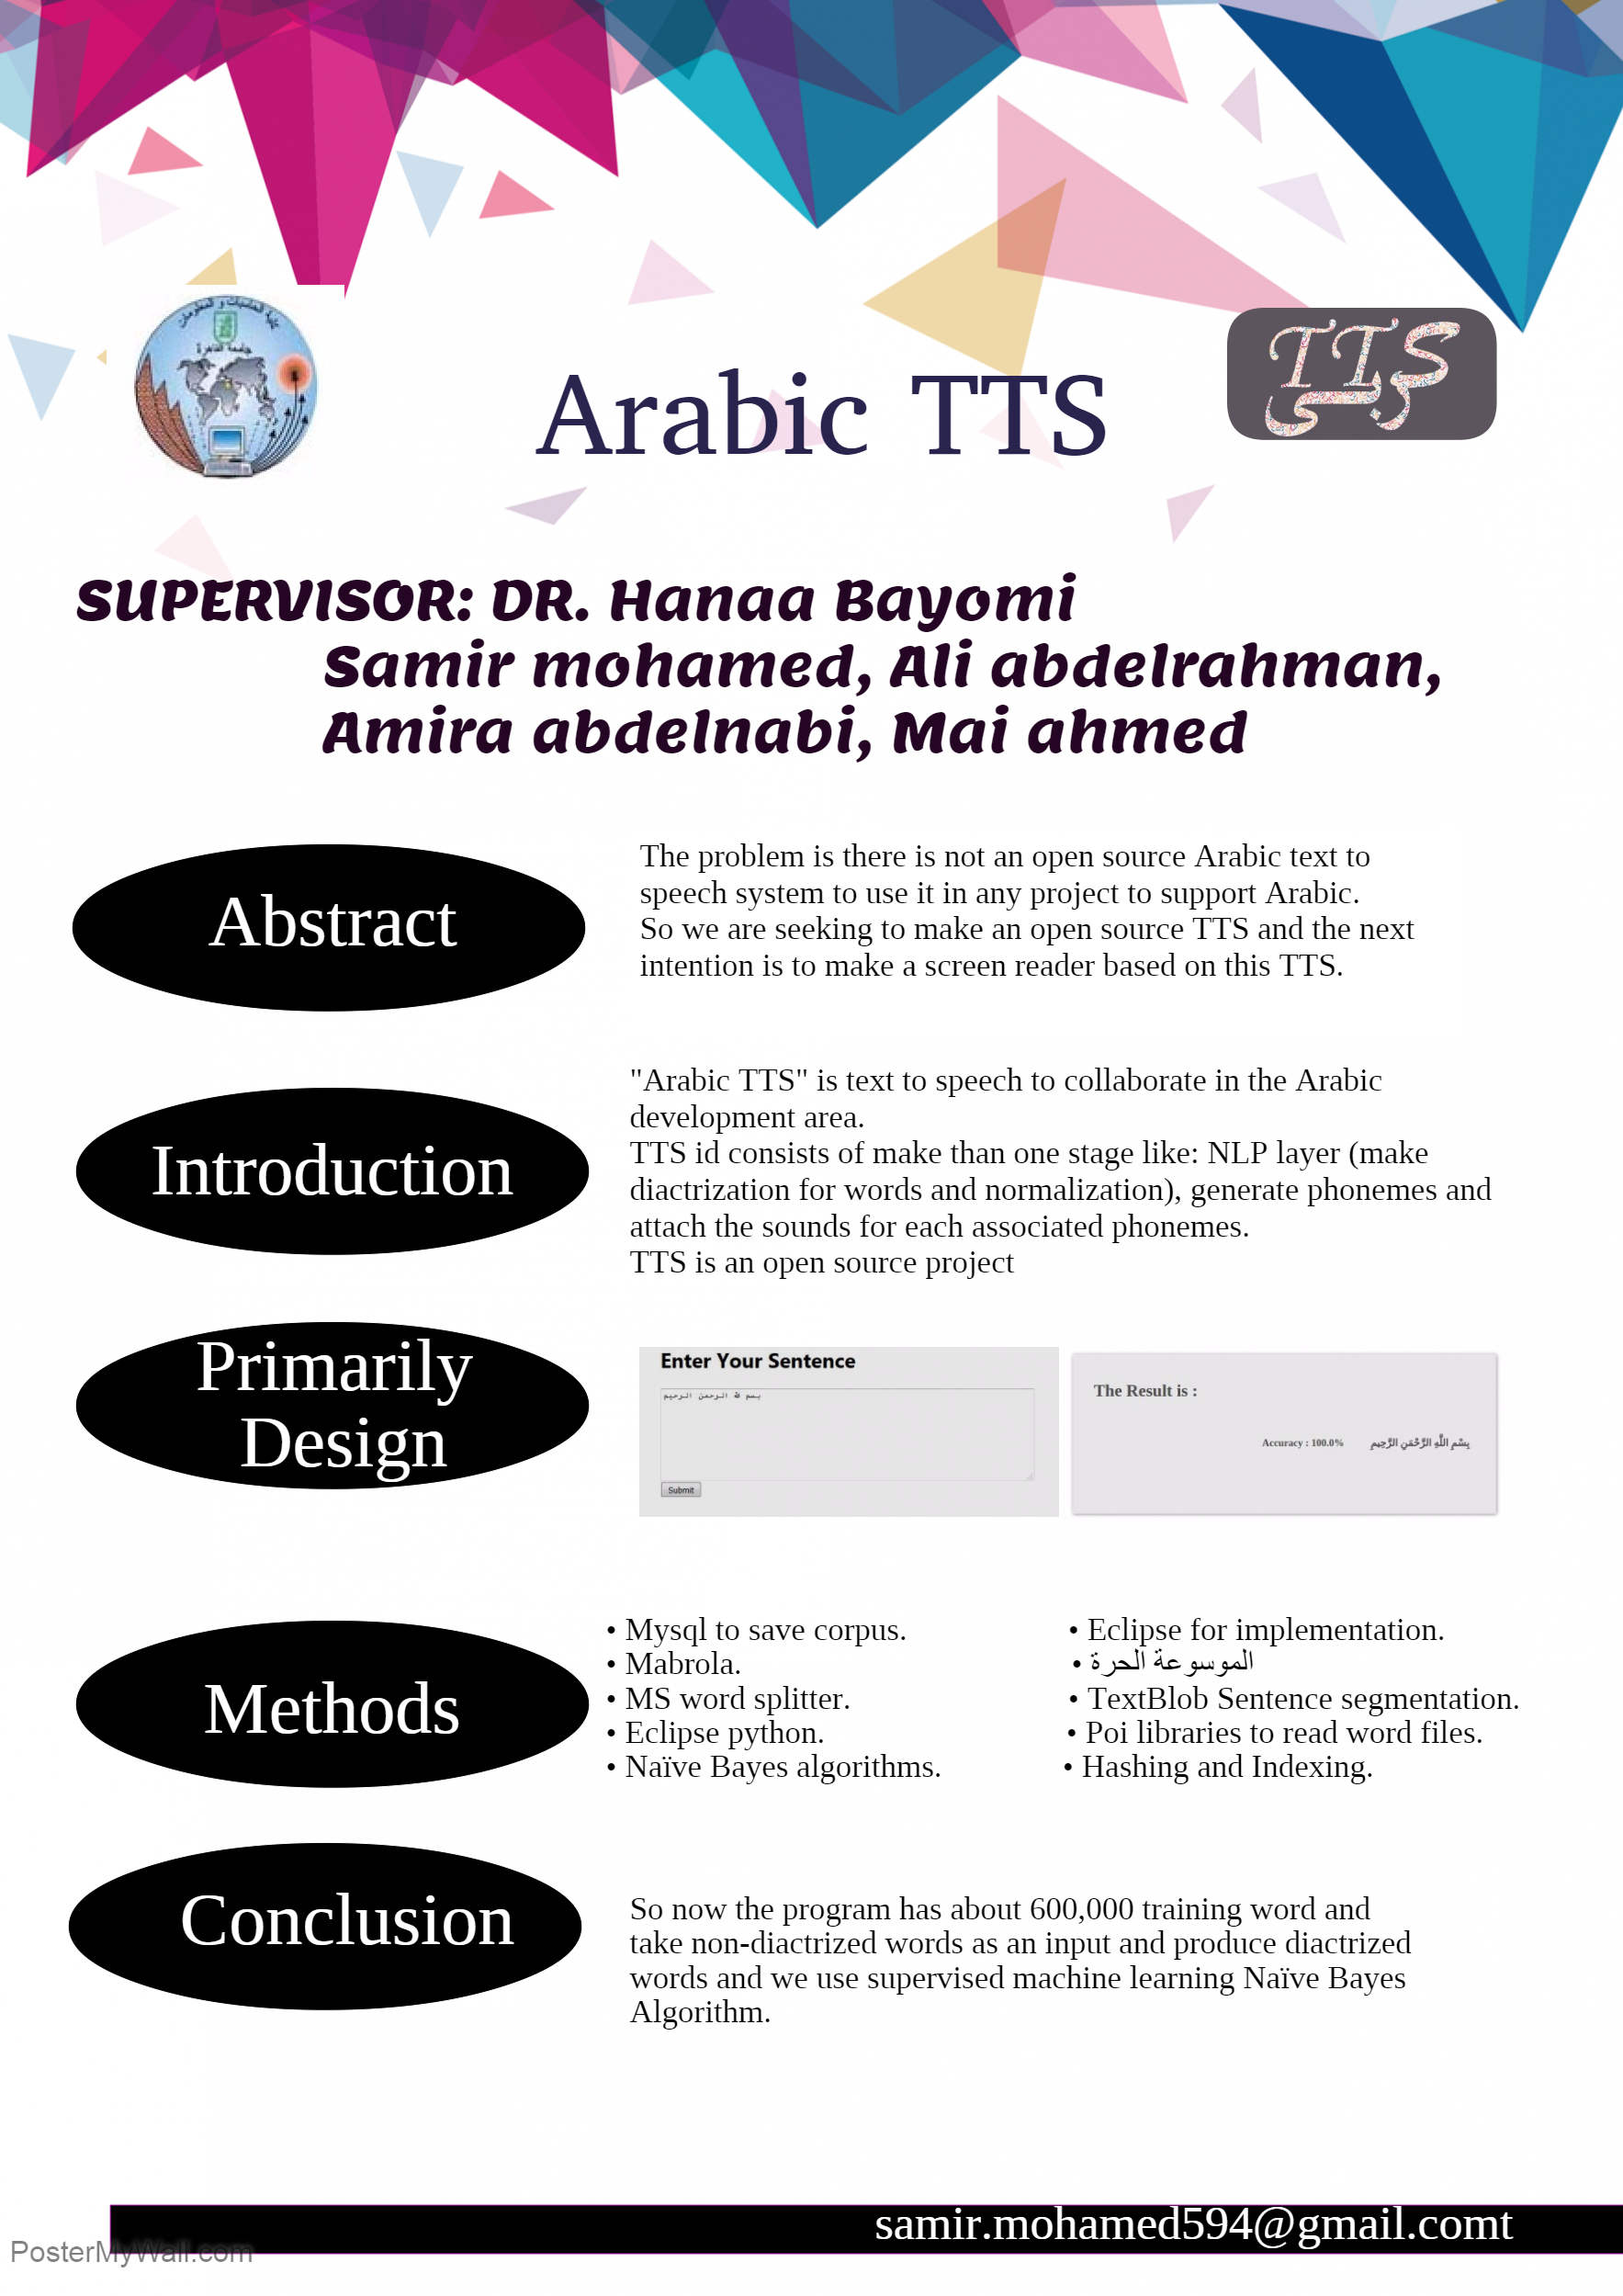 كلية الحاسبات و المعلومات
جامعة القاهرة
Arabic TTS
TTS
عربى
SUPERVISOR: DR. Hanaa Bayomi
Samir mohamed, Ali abdelrahman,
Amira abdelnabi, Mai ahmed
Abstract
The problem is there is not an open source Arabic text to
speech system to use it in any project to support Arabic.
So we are seeking to make an open source TTS and the next
intention is to make a screen reader based on this TTS.
Introduction
"Arabic TTS" is text to speech to collaborate in the Arabic
development area.
TTS id consists of make than one stage like: NLP layer (make
diactrization for words and normalization), generate phonemes and
attach the sounds for each associated phonemes.
TTS is an open source project
Primarily
Design
Enter Your Sentence
بسم الله الرحمن الرحيم
Submit
The Result is :
Accuracy : 100.0% بِسْمِ اللَّهِ الرَّحْمَنِ الرَّحِيمِ
Methods
• Mysql to save corpus.
• Mabrola.
• MS word splitter.
• Eclipse python.
• Naïve Bayes algorithms.
• Eclipse for implementation.
• الموسوعة الحرة
• TextBlob Sentence segmentation.
• Poi libraries to read word files.
• Hashing and Indexing.
Conclusion
So now the program has about 600,000 training word and
take non-diactrized words as an input and produce diactrized
words and we use supervised machine learning Naïve Bayes
Algorithm.
samir.mohamed594@gmail.comt
PosterMyWall.com